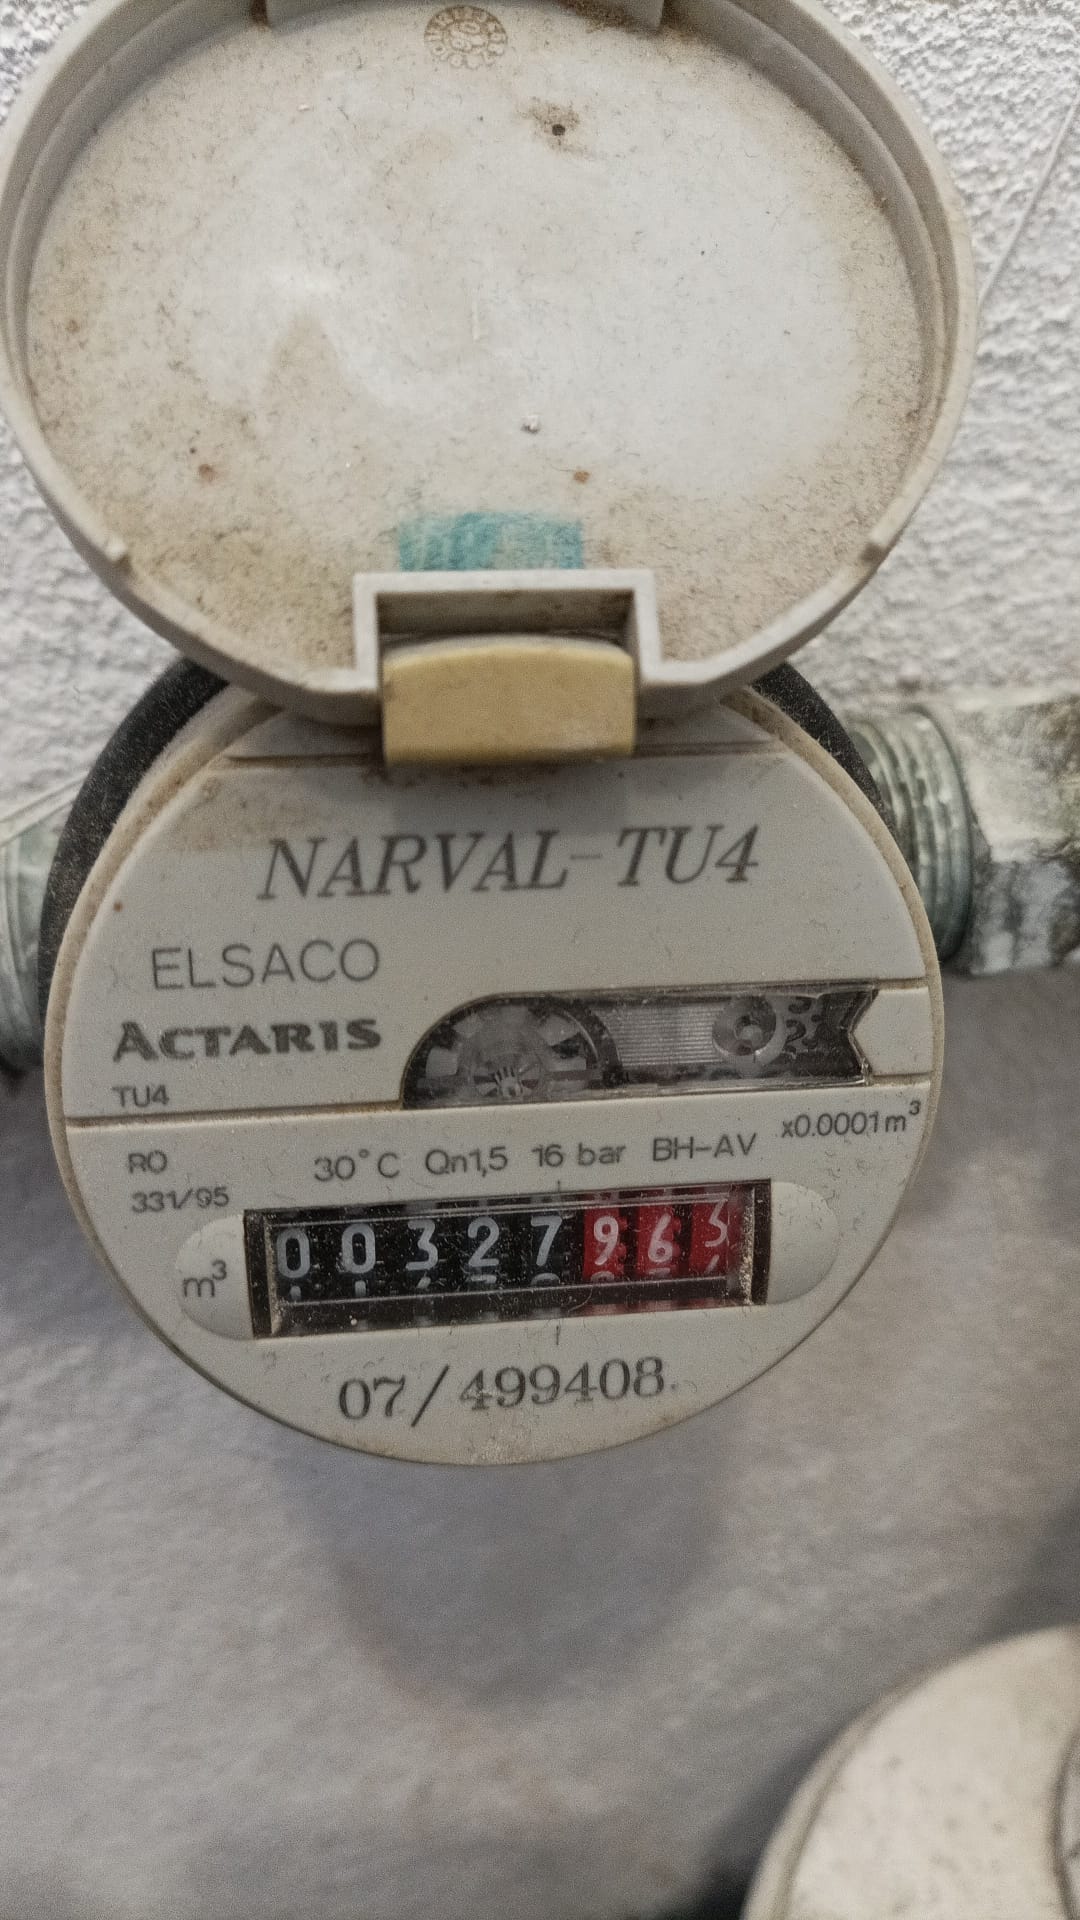 NARVAL-TU4
ELSACO
ACTARIS
TU4
x0.0001m³
RO
331/95
30°C Qn1,5 16 bar BH-AV
m³
00327963
07/499408